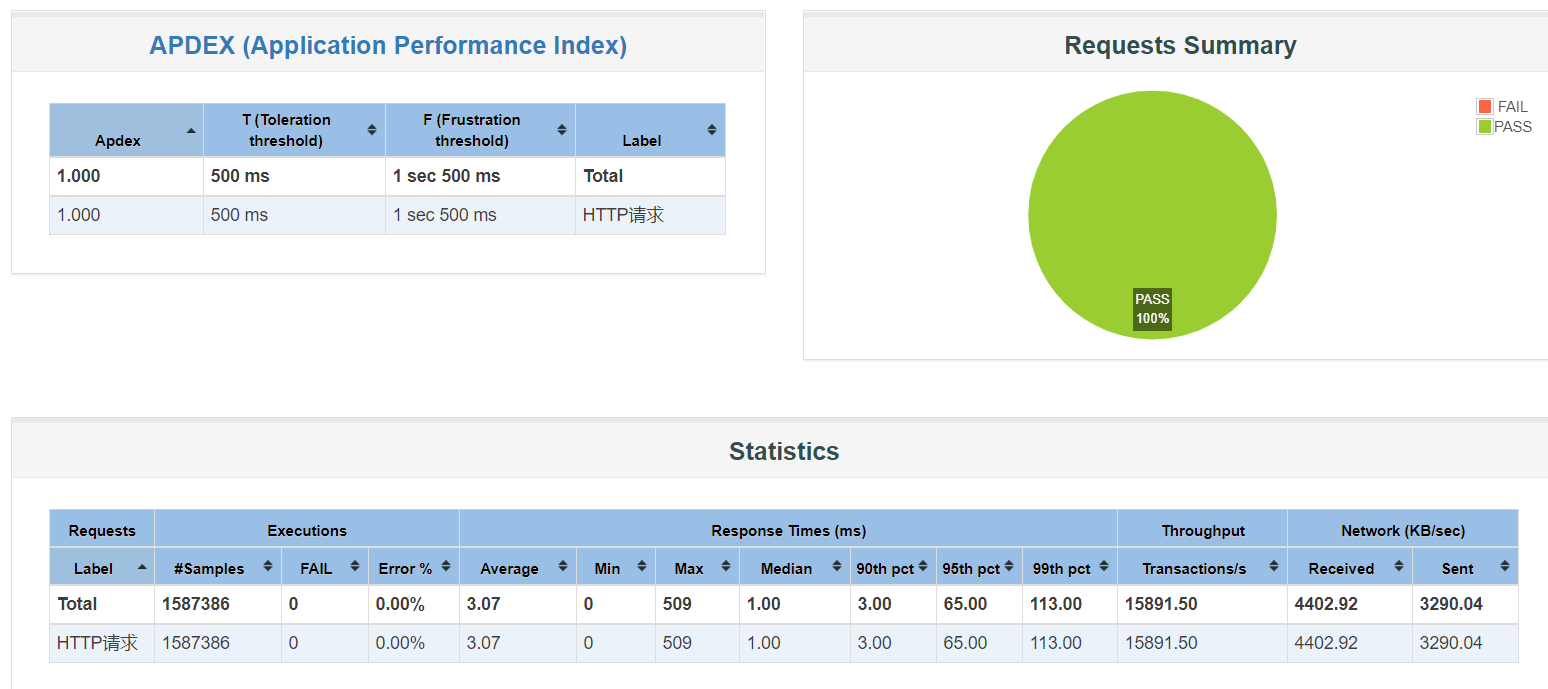 APDEX (Application Performance Index)
Apdex T (Toleration threshold) F (Frustration threshold) Label
1.000 500 ms 1 sec 500 ms Total
1.000 500 ms 1 sec 500 ms HTTP请求
Requests Summary
FAIL
PASS
PASS
100%
Statistics
Requests Executions Response Times (ms) Throughput Network (KB/sec)
Label #Samples FAIL Error % Average Min Max Median 90th pct 95th pct 99th pct Transactions/s Received Sent
Total 1587386 0 0.00% 3.07 0 509 1.00 3.00 65.00 113.00 15891.50 4402.92 3290.04
HTTP请求 1587386 0 0.00% 3.07 0 509 1.00 3.00 65.00 113.00 15891.50 4402.92 3290.04